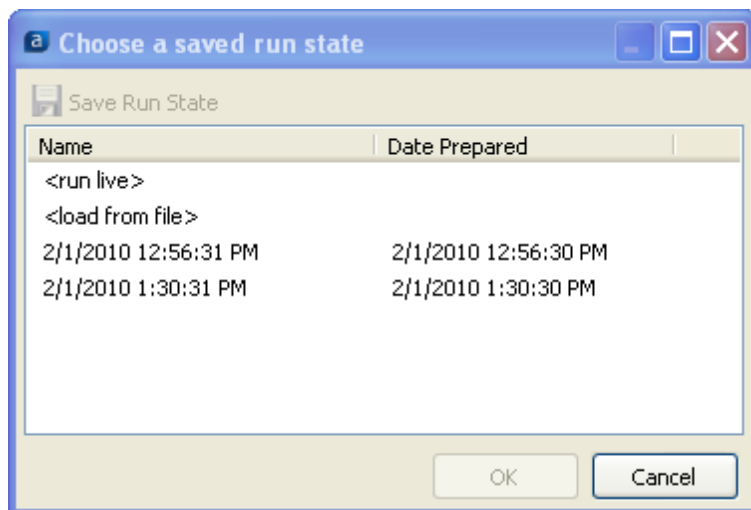 a Choose a saved run state
Save Run State
Name Date Prepared
<run live>
<load from file>
2/1/2010 12:56:31 PM 2/1/2010 12:56:30 PM
2/1/2010 1:30:31 PM 2/1/2010 1:30:30 PM
OK Cancel